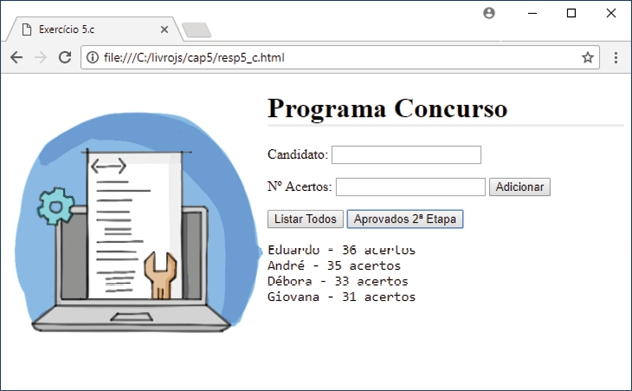 Exercício 5.c
file:///C:/livrojs/cap5/resp5_c.html
Programa Concurso
Candidato:
Nº Acertos:
Adicionar
Listar Todos Aprovados 2ª Etapa
Eduardo - 36 acertos
André - 35 acertos
Débora - 33 acertos
Giovana - 31 acertos